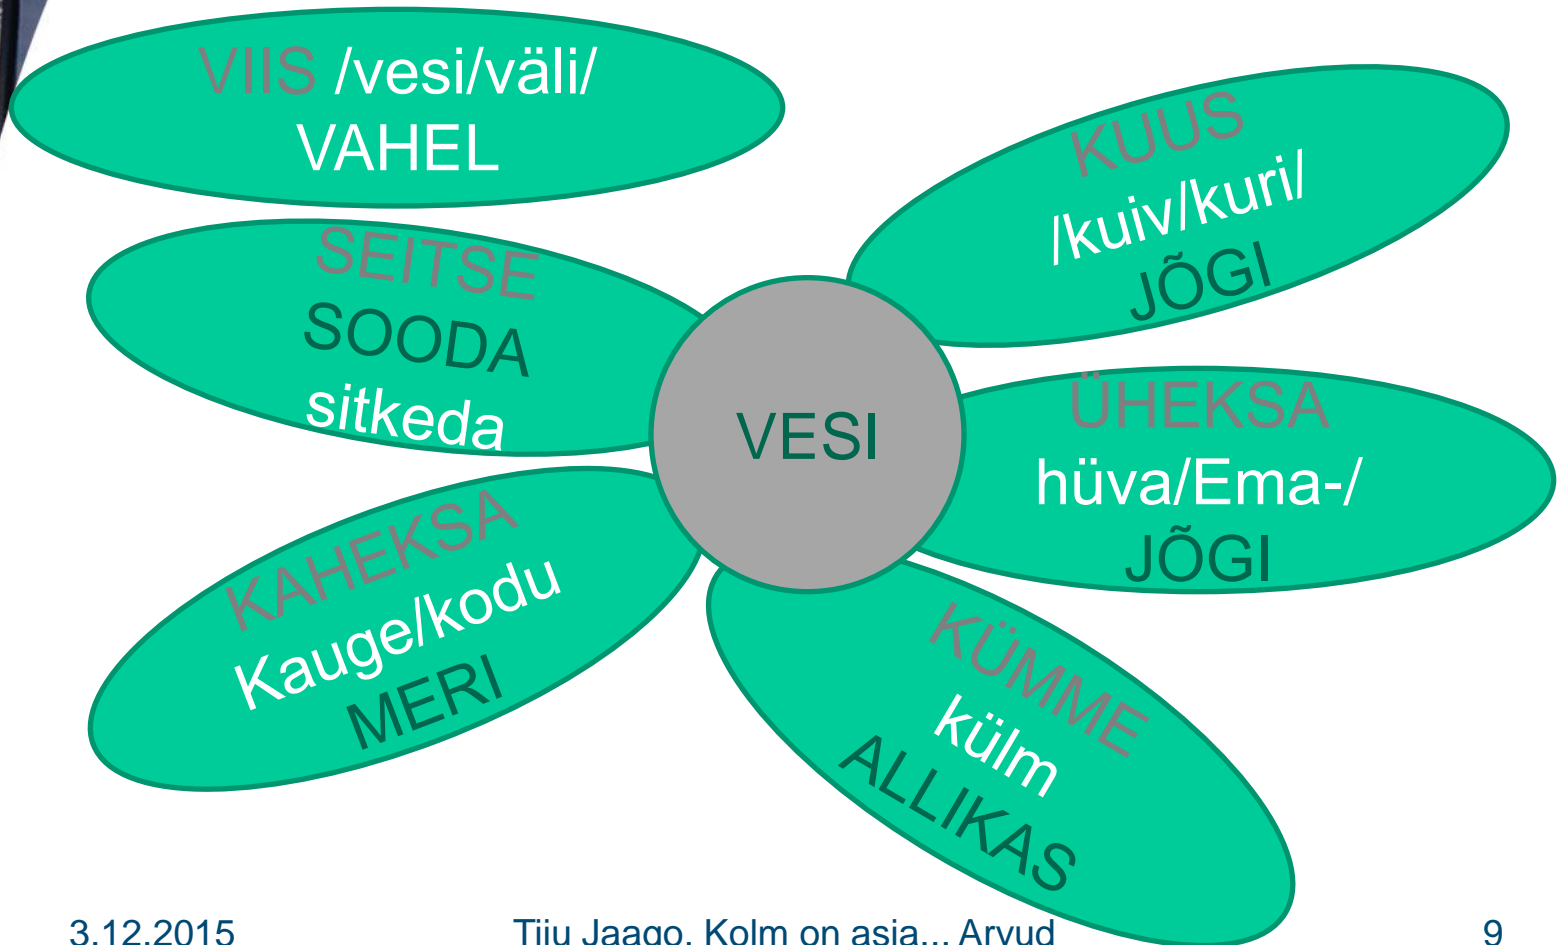 VIIS /vesi/väli/
VAHEL
KUUS
/kuiv/kuri/
JÕGI
SEITSE
SOODA
sitkeda
VESI
ÜHEKSA
hüva/Ema-/
JÕGI
KAHEKSA
Kauge/kodu
MERI
KÜMME
külm
ALLIKAS
3.12.2015
Tiiu Jaago. Kolm on asja... Arvud
9